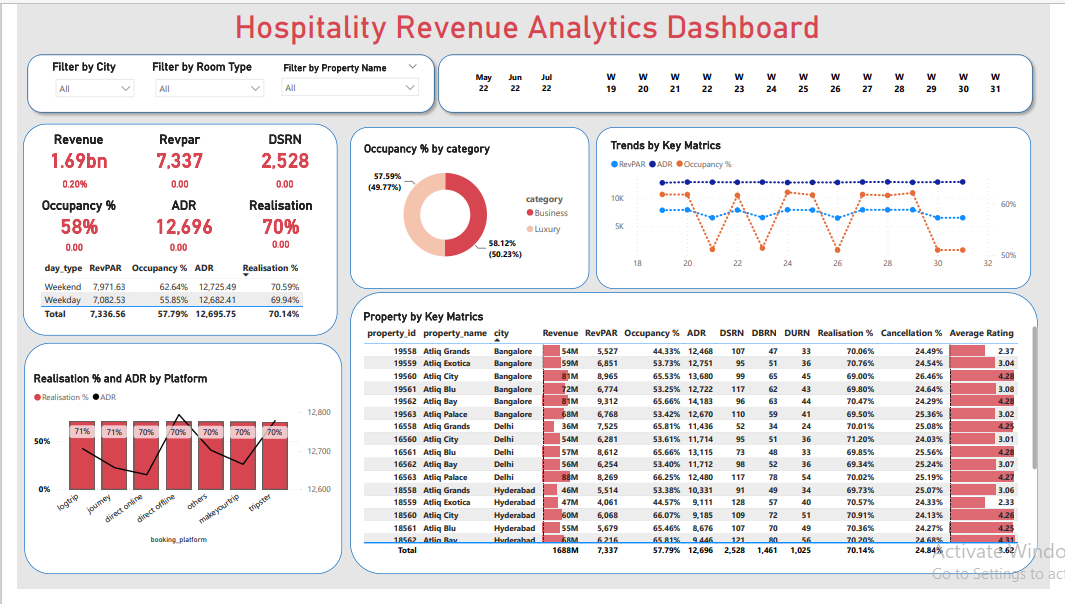 Hospitality Revenue Analytics Dashboard
Filter by City
All
Filter by Room Type
All
Filter by Property Name
All
May 22 Jun 22 Jul 22
W 19 W 20 W 21 W 22 W 23 W 24 W 25 W 26 W 27 W 28 W 29 W 30 W 31
Revenue Revpar DSRN
1.69bn 7,337 2,528
0.20% 0.00 0.00
Occupancy % ADR Realisation
58% 12,696 70%
0.00 0.00 0.00
day_type RevPAR Occupancy % ADR Realisation %
Weekend 7,971.63 62.64% 12,725.49 70.59%
Weekday 7,082.53 55.85% 12,682.41 69.94%
Total 7,336.56 57.79% 12,695.75 70.14%
Occupancy % by category
57.59%
(49.77%)
58.12%
(50.23%)
category
Business
Luxury
Trends by Key Matrics
RevPAR ADR Occupancy %
10K
5K
60%
50%
18 20 22 24 26 28 30 32
Realisation % and ADR by Platform
Realisation % ADR
50%
0%
71% 71% 70% 70% 70% 70% 70%
12,800
12,700
12,600
logtrip journey direct online direct offline others makeyourtrip tripster
booking_platform
Property by Key Matrics
property_id property_name city Revenue RevPAR Occupancy % ADR DSRN DBRN DURN Realisation % Cancellation % Average Rating
19558 Atliq Grands Bangalore 54M 5,527 44.33% 12,468 107 47 33 70.06% 24.49% 2.37
19559 Atliq Exotica Bangalore 59M 6,851 53.73% 12,751 95 51 36 70.76% 24.54% 3.04
19560 Atliq City Bangalore 81M 8,965 65.53% 13,680 99 65 45 69.00% 26.46% 4.28
19561 Atliq Blu Bangalore 72M 6,774 53.25% 12,722 117 62 43 69.80% 24.64% 3.08
19562 Atliq Bay Bangalore 81M 9,312 65.66% 14,183 96 63 44 70.47% 24.29% 4.28
19563 Atliq Palace Bangalore 68M 6,768 53.42% 12,670 110 59 41 69.50% 25.36% 3.02
16558 Atliq Grands Delhi 36M 7,525 65.81% 11,436 52 34 24 70.01% 25.08% 4.25
16560 Atliq City Delhi 54M 6,281 53.61% 11,714 95 51 36 71.20% 24.03% 3.01
16561 Atliq Blu Delhi 57M 8,612 65.66% 13,115 73 48 33 69.85% 25.56% 4.28
16562 Atliq Bay Delhi 56M 6,254 53.40% 11,712 98 52 36 69.34% 25.24% 3.07
16563 Atliq Palace Delhi 88M 8,269 66.25% 12,480 117 78 54 70.02% 25.19% 4.27
18558 Atliq Grands Hyderabad 46M 5,514 53.38% 10,331 91 49 34 69.73% 25.07% 3.06
18559 Atliq Exotica Hyderabad 47M 4,061 44.57% 9,111 128 57 40 70.57% 24.33% 2.33
18560 Atliq City Hyderabad 60M 6,068 66.07% 9,185 109 72 51 70.91% 24.13% 4.26
18561 Atliq Blu Hyderabad 55M 5,679 65.46% 8,676 107 70 49 70.36% 24.27% 4.25
18562 Atliq Bay Hyderabad 68M 6,216 65.81% 9,446 121 80 56 70.20% 24.68% 4.31
Total 1688M 7,337 57.79% 12,696 2,528 1,461 1,025 70.14% 24.84% 3.62
Activate Windo
Go to Settings to act